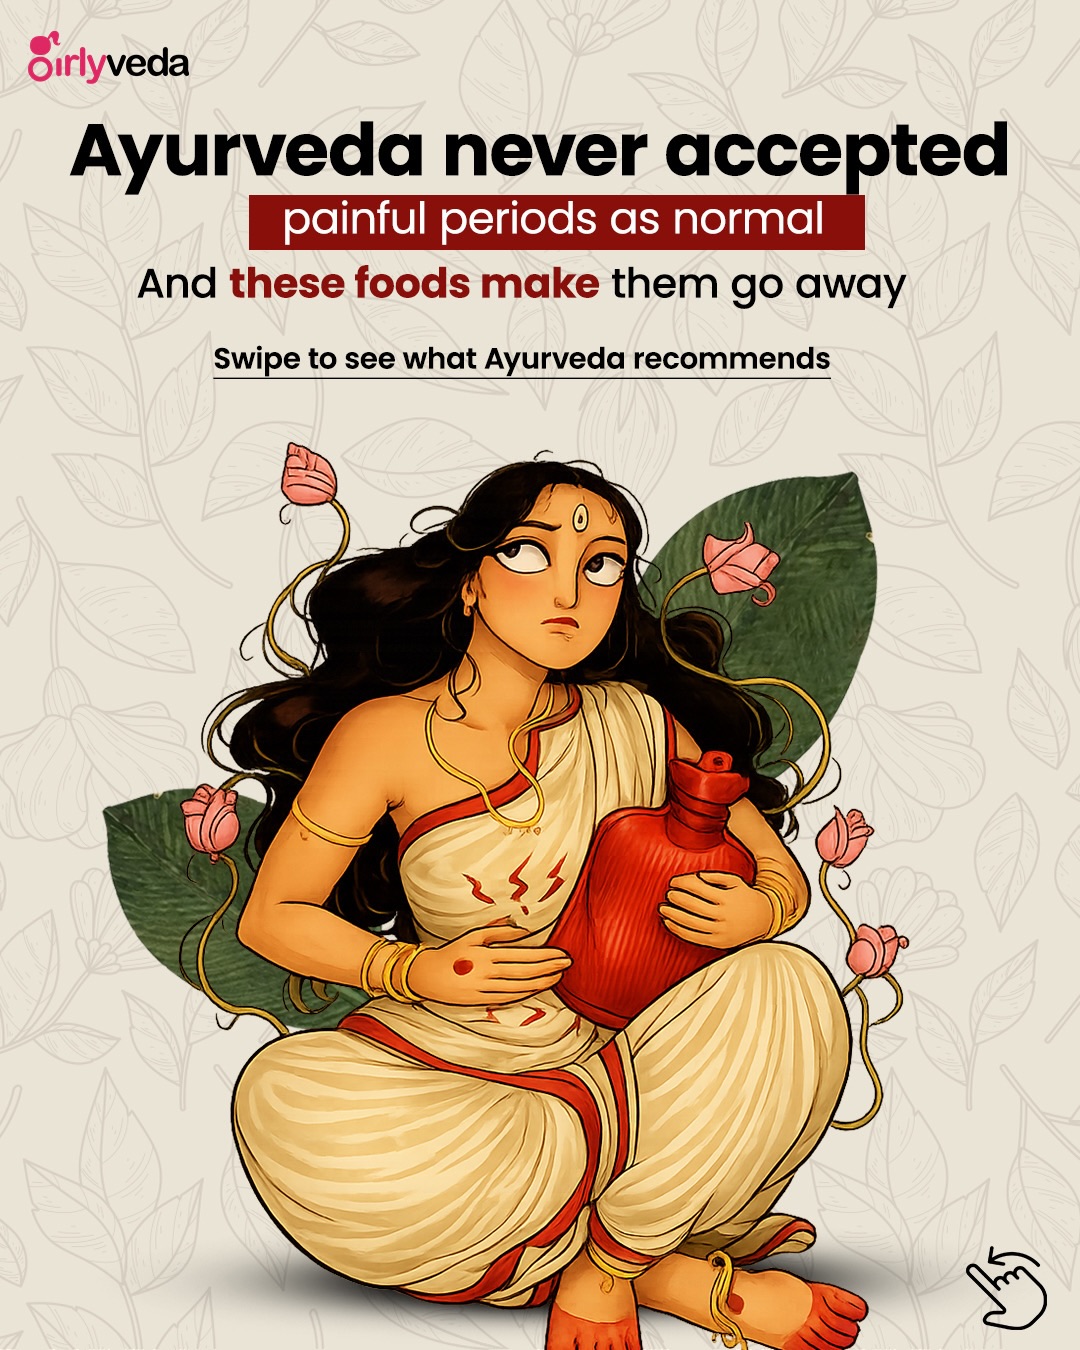 girlyveda
Ayurveda never accepted
painful periods as normal
And these foods make them go away
Swipe to see what Ayurveda recommends